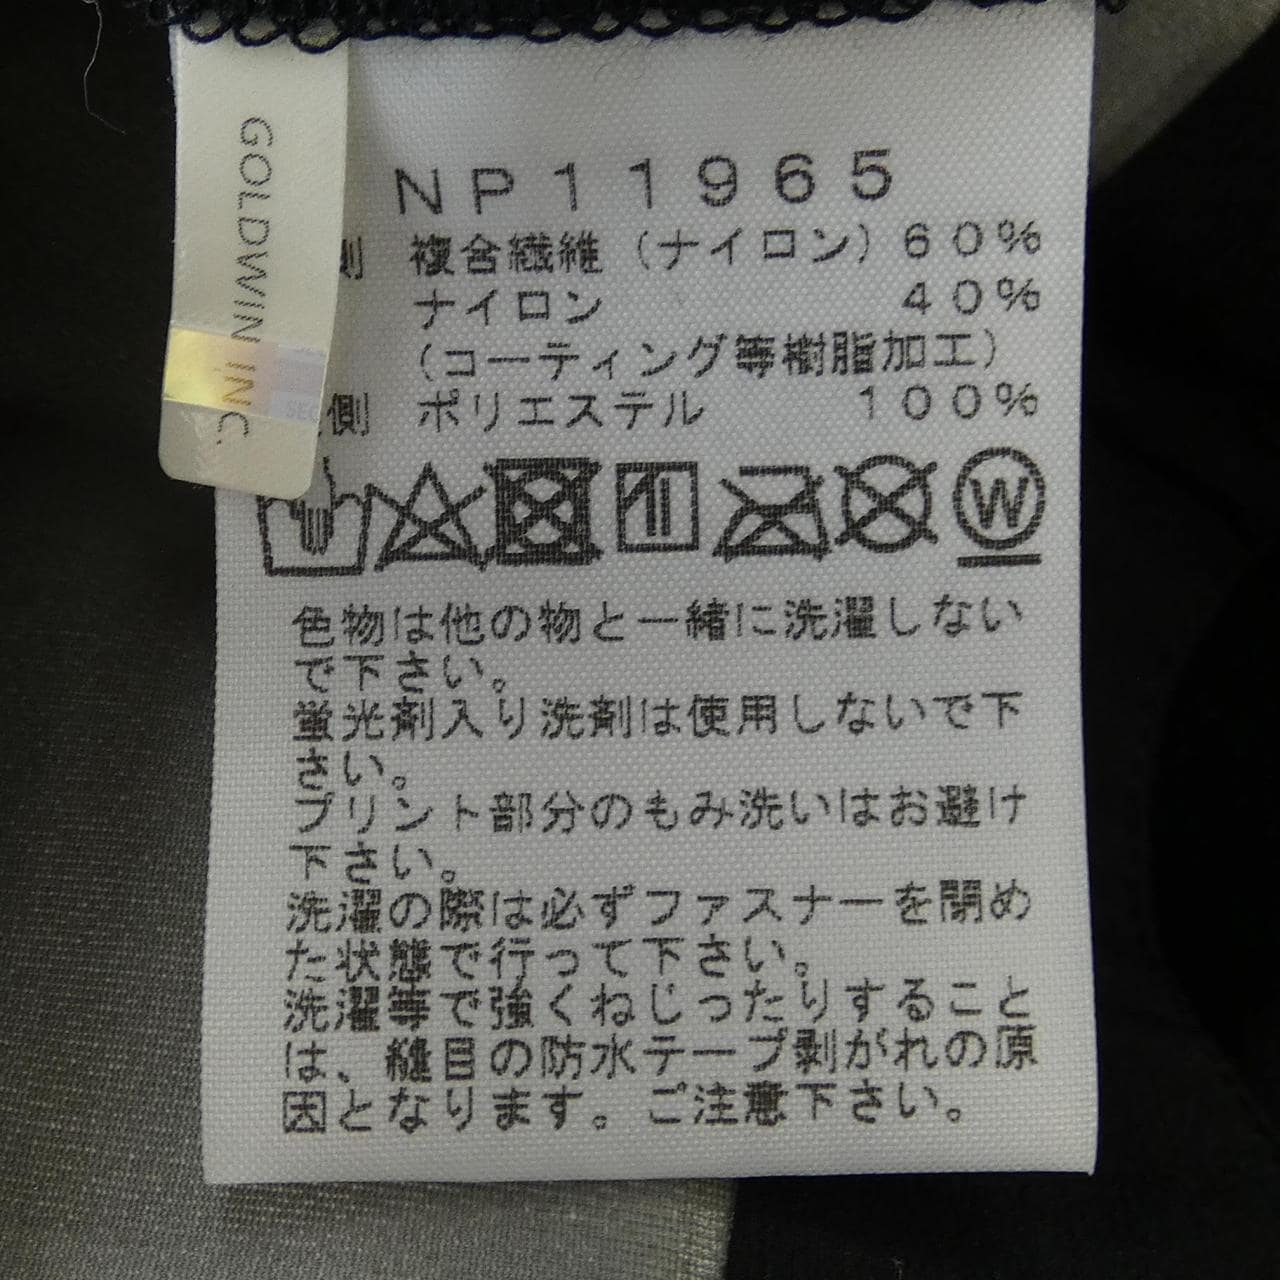 GOLDWIN INC.
SEC
NP11965
側 複合繊維(ナイロン)60%
ナイロン 40%
(コーティング等樹脂加工)
側 ポリエステル 100%
W
色物は他の物と一緒に洗濯しない
で下さい。
蛍光剤入り洗剤は使用しないで下
さい。
プリント部分のもみ洗いはお避け
下さい。
洗濯の際は必ずファスナーを閉め
た状態で行って下さい。
洗濯等で強くねじったりすること
は、縫目の防水テープ剥がれの原
因となります。ご注意下さい。